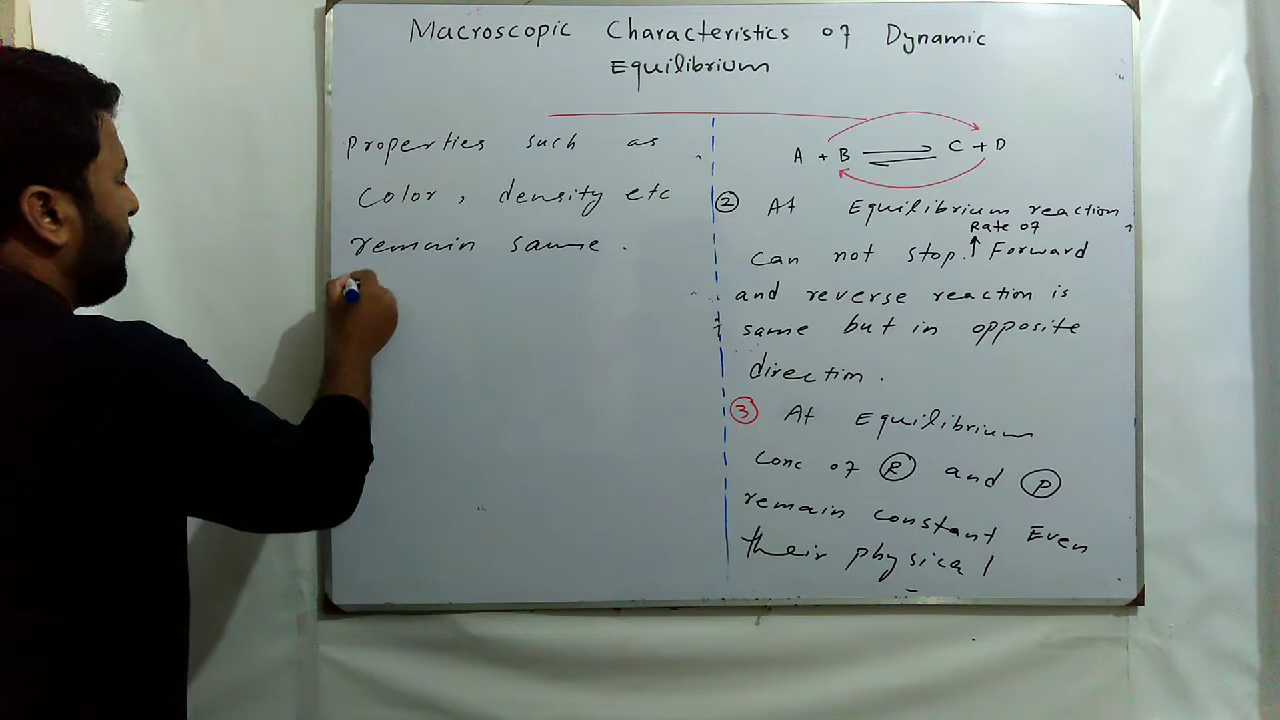 Macroscopic Characteristics of Dynamic
Equilibrium
properties such as
Color, density etc
remain same.
A + B ⇌ C + D
② At Equilibrium reaction
can not stop. ↑ Forward
Rate of
and reverse reaction is
same but in opposite
direction.
③ At Equilibrium
Conc of Ⓡ and Ⓟ
remain constant Even
their physical